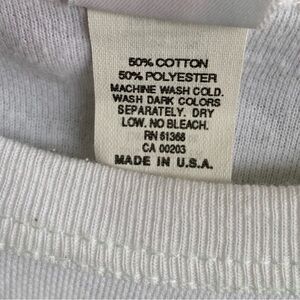 50% COTTON
50% POLYESTER
MACHINE WASH COLD.
WASH DARK COLORS
SEPARATELY. DRY
LOW. NO BLEACH.
RN 61368
CA 00203
MADE IN U.S.A.